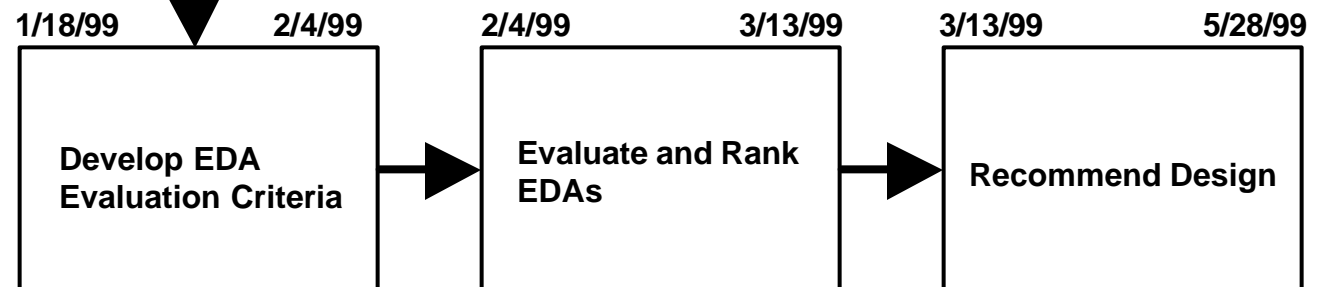 1/18/99 2/4/99 2/4/99 3/13/99 3/13/99 5/28/99
Develop EDA
Evaluation Criteria
Evaluate and Rank
EDAs
Recommend Design